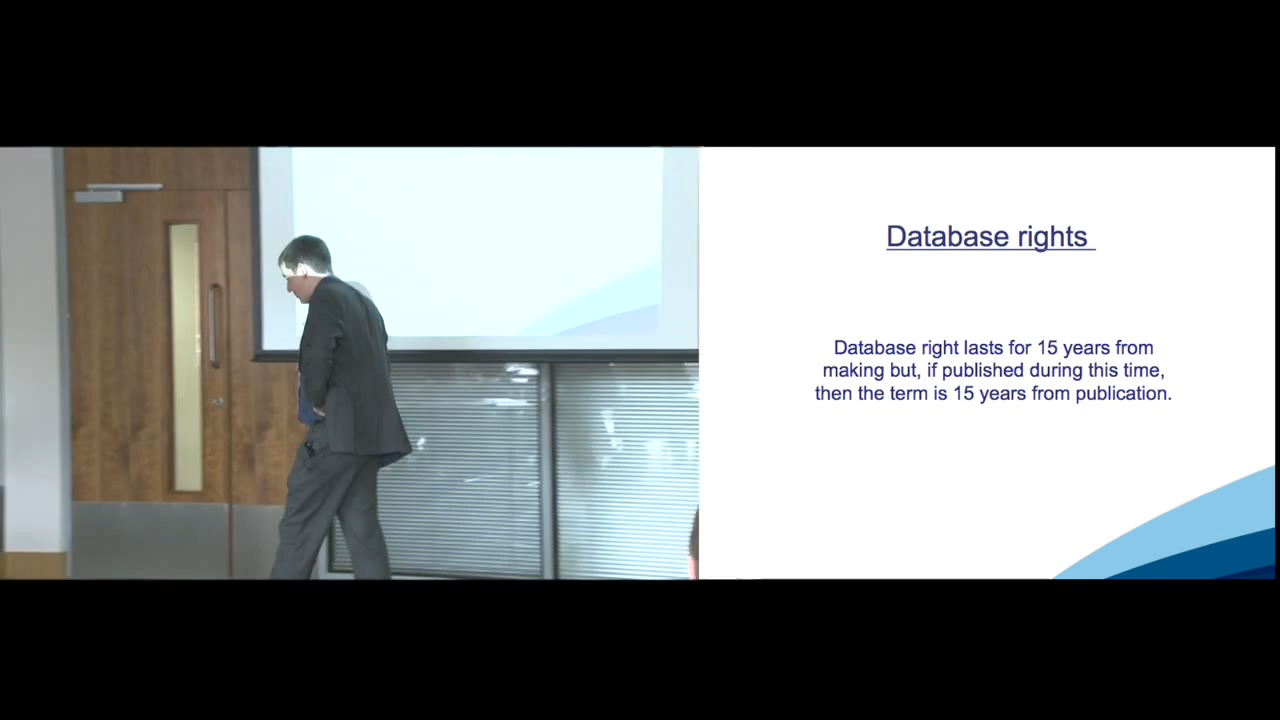 Database rights
Database right lasts for 15 years from
making but, if published during this time,
then the term is 15 years from publication.